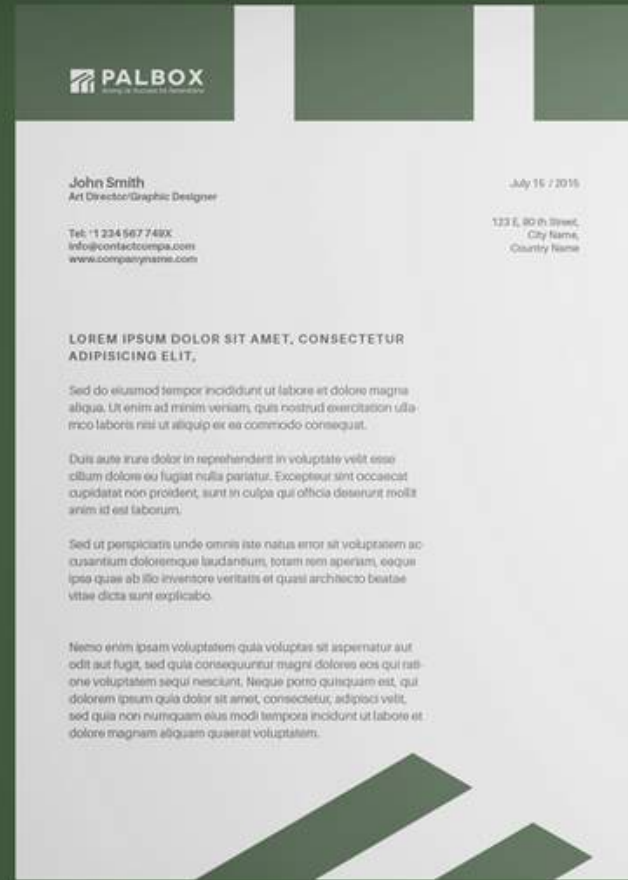 PALBOX
John Smith
Art Director/Graphic Designer
July 15 / 2015
Tel: +1 234 567 749X
info@contactcompa.com
www.companyname.com
123 E, 80 th Street,
City Name,
Country Name
LOREM IPSUM DOLOR SIT AMET, CONSECTETUR
ADIPISICING ELIT,
Sed do eiusmod tempor incididunt ut labore et dolore magna
aliqua. Ut enim ad minim veniam, quis nostrud exercitation ulla-
mco laboris nisi ut aliquip ex ea commodo consequat.
Duis aute irure dolor in reprehenderit in voluptate velit esse
cillum dolore eu fugiat nulla pariatur. Excepteur sint occaecat
cupidatat non proident, sunt in culpa qui officia deserunt mollit
anim id est laborum.
Sed ut perspiciatis unde omnis iste natus error sit voluptatem ac-
cusantium doloremque laudantium, totam rem aperiam, eaque
ipsa quae ab illo inventore veritatis et quasi architecto beatae
vitae dicta sunt explicabo.
Nemo enim ipsam voluptatem quia voluptas sit aspernatur aut
odit aut fugit, sed quia consequuntur magni dolores eos qui rati-
one voluptatem sequi nesciunt. Neque porro quisquam est, qui
dolorem ipsum quia dolor sit amet, consectetur, adipisci velit,
sed quia non numquam eius modi tempora incidunt ut labore et
dolore magnam aliquam quaerat voluptatem.